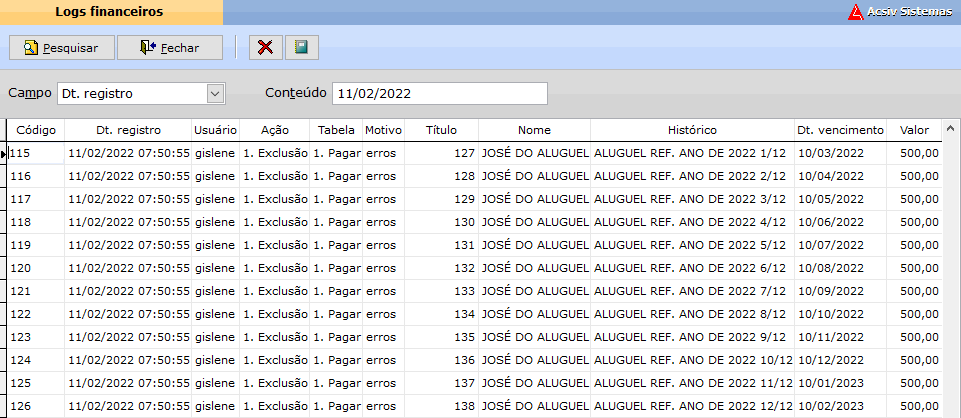 Logs financeiros
Acsiv Sistemas
Pesquisar Fechar
Campo Dt. registro Conteúdo 11/02/2022
Código Dt. registro Usuário Ação Tabela Motivo Título Nome Histórico Dt. vencimento Valor
115 11/02/2022 07:50:55 gislene 1. Exclusão 1. Pagar erros 127 JOSÉ DO ALUGUEL ALUGUEL REF. ANO DE 2022 1/12 10/03/2022 500,00
116 11/02/2022 07:50:55 gislene 1. Exclusão 1. Pagar erros 128 JOSÉ DO ALUGUEL ALUGUEL REF. ANO DE 2022 2/12 10/04/2022 500,00
117 11/02/2022 07:50:55 gislene 1. Exclusão 1. Pagar erros 129 JOSÉ DO ALUGUEL ALUGUEL REF. ANO DE 2022 3/12 10/05/2022 500,00
118 11/02/2022 07:50:55 gislene 1. Exclusão 1. Pagar erros 130 JOSÉ DO ALUGUEL ALUGUEL REF. ANO DE 2022 4/12 10/06/2022 500,00
119 11/02/2022 07:50:55 gislene 1. Exclusão 1. Pagar erros 131 JOSÉ DO ALUGUEL ALUGUEL REF. ANO DE 2022 5/12 10/07/2022 500,00
120 11/02/2022 07:50:55 gislene 1. Exclusão 1. Pagar erros 132 JOSÉ DO ALUGUEL ALUGUEL REF. ANO DE 2022 6/12 10/08/2022 500,00
121 11/02/2022 07:50:55 gislene 1. Exclusão 1. Pagar erros 133 JOSÉ DO ALUGUEL ALUGUEL REF. ANO DE 2022 7/12 10/09/2022 500,00
122 11/02/2022 07:50:55 gislene 1. Exclusão 1. Pagar erros 134 JOSÉ DO ALUGUEL ALUGUEL REF. ANO DE 2022 8/12 10/10/2022 500,00
123 11/02/2022 07:50:55 gislene 1. Exclusão 1. Pagar erros 135 JOSÉ DO ALUGUEL ALUGUEL REF. ANO DE 2022 9/12 10/11/2022 500,00
124 11/02/2022 07:50:55 gislene 1. Exclusão 1. Pagar erros 136 JOSÉ DO ALUGUEL ALUGUEL REF. ANO DE 2022 10/12 10/12/2022 500,00
125 11/02/2022 07:50:55 gislene 1. Exclusão 1. Pagar erros 137 JOSÉ DO ALUGUEL ALUGUEL REF. ANO DE 2022 11/12 10/01/2023 500,00
126 11/02/2022 07:50:55 gislene 1. Exclusão 1. Pagar erros 138 JOSÉ DO ALUGUEL ALUGUEL REF. ANO DE 2022 12/12 10/02/2023 500,00